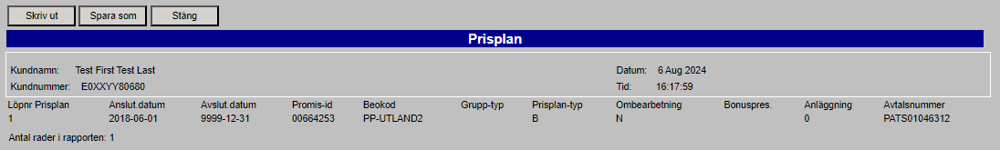 Skriv ut Spara som Stäng
Prisplan
Kundnamn: Test First Test Last Datum: 6 Aug 2024
Kundnummer: E0XXYY80680 Tid: 16:17:59
Löpnr Prisplan Anslut.datum Avslut.datum Promis-id Beokod Grupp-typ Prisplan-typ Ombearbetning Bonuspres. Anläggning Avtalsnummer
1 2018-06-01 9999-12-31 00664253 PP-UTLAND2 B N 0 PATS01046312
Antal rader i rapporten: 1